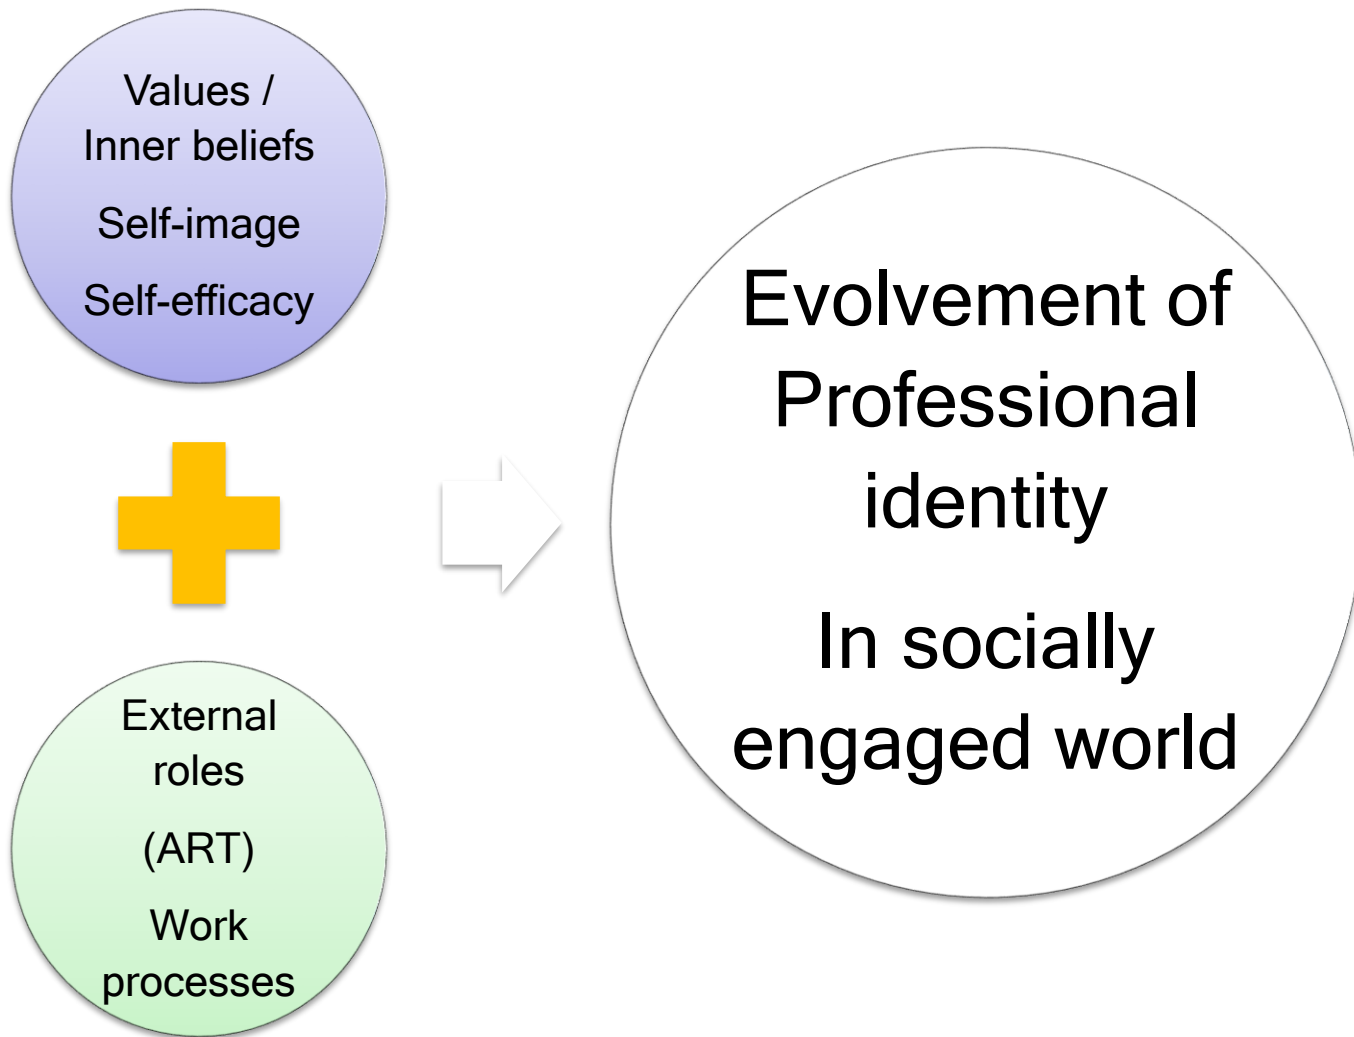 Values /
Inner beliefs
Self-image
Self-efficacy
External
roles
(ART)
Work
processes
Evolvement of
Professional
identity
In socially
engaged world